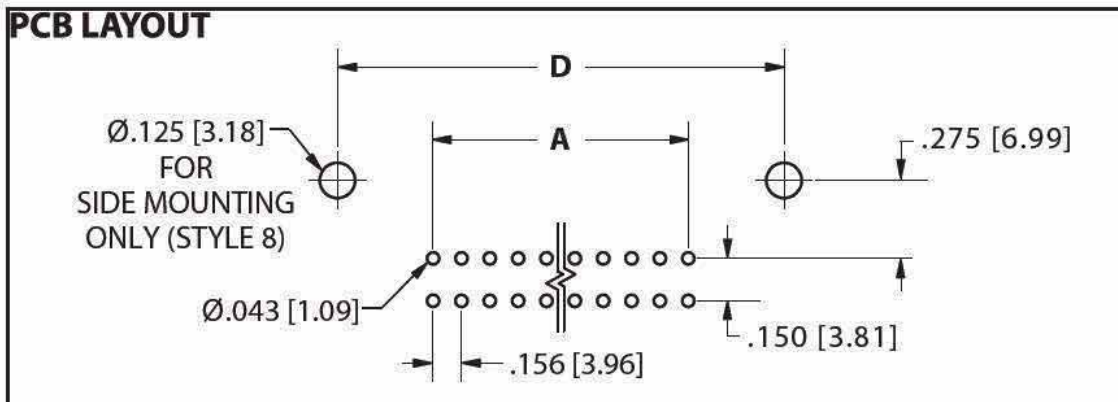 PCB LAYOUT
D
Ø.125 [3.18]
FOR
SIDE MOUNTING
ONLY (STYLE 8)
A
.275 [6.99]
Ø.043 [1.09]
.150 [3.81]
.156 [3.96]